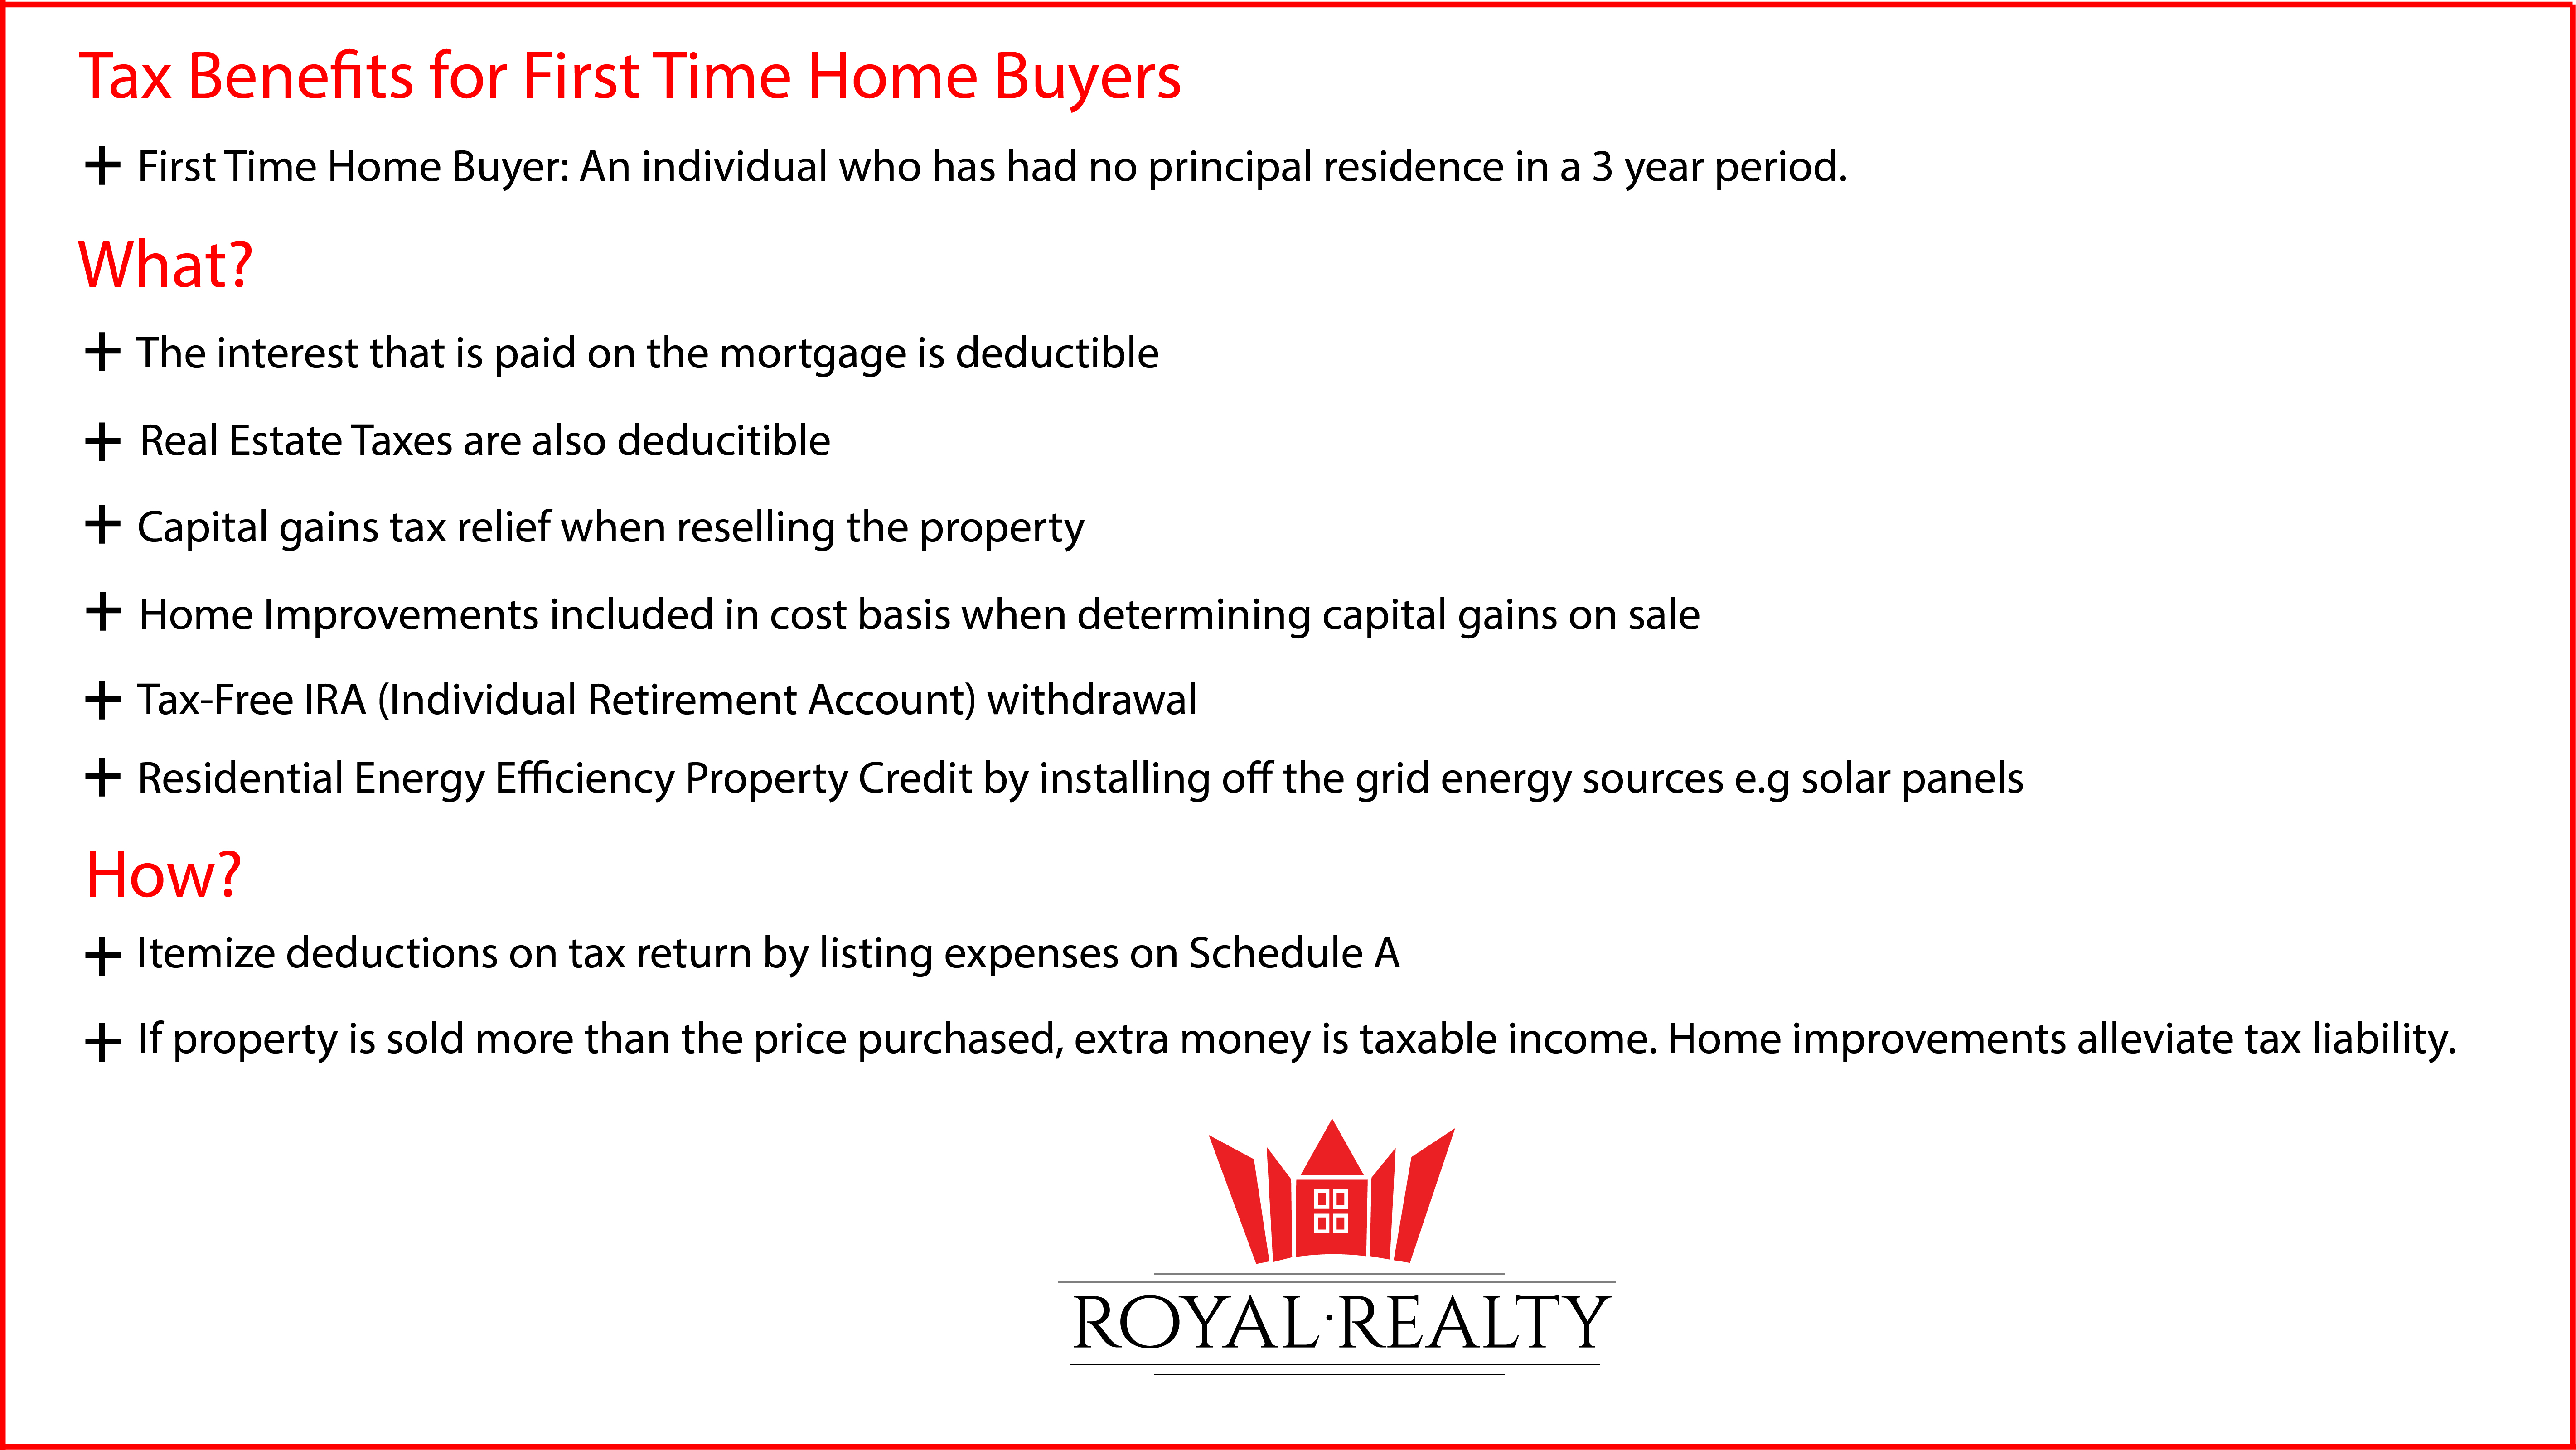 Tax Benefits for First Time Home Buyers
+ First Time Home Buyer: An individual who has had no principal residence in a 3 year period.
What?
+ The interest that is paid on the mortgage is deductible
+ Real Estate Taxes are also deducitible
+ Capital gains tax relief when reselling the property
+ Home Improvements included in cost basis when determining capital gains on sale
+ Tax-Free IRA (Individual Retirement Account) withdrawal
+ Residential Energy Efficiency Property Credit by installing off the grid energy sources e.g solar panels
How?
+ Itemize deductions on tax return by listing expenses on Schedule A
+ If property is sold more than the price purchased, extra money is taxable income. Home improvements alleviate tax liability.
ROYAL·REALTY